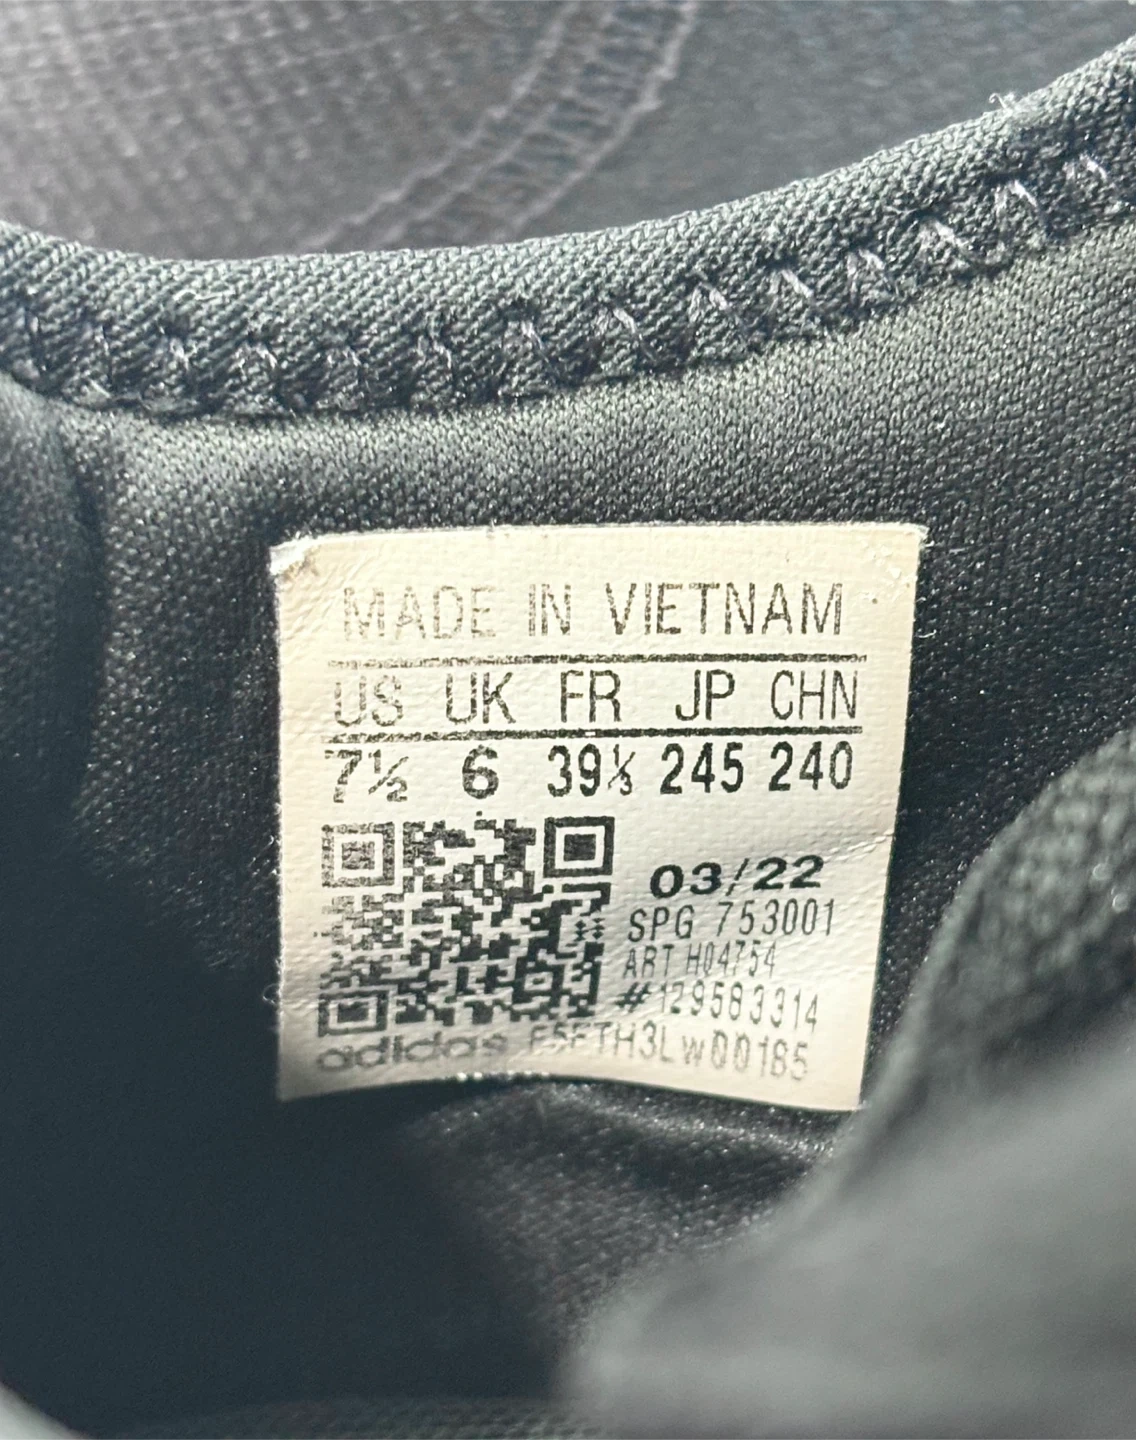 MADE IN VIETNAM
US UK FR JP CHN
7½ 6 39⅓ 245 240
03/22
SPG 753001
ART H04754
#129583314
adidas F5FTH3LW00185